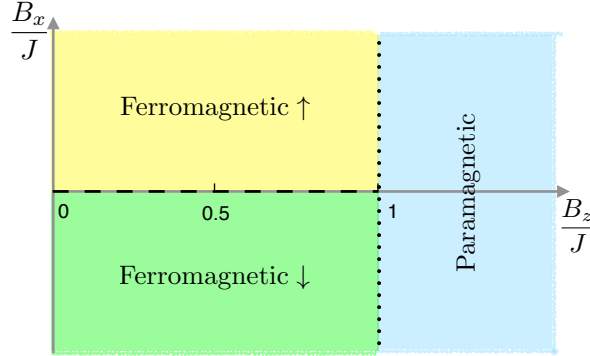 B_x/J
Ferromagnetic ↑
Paramagnetic
0
0.5
1
B_z/J
Ferromagnetic ↓